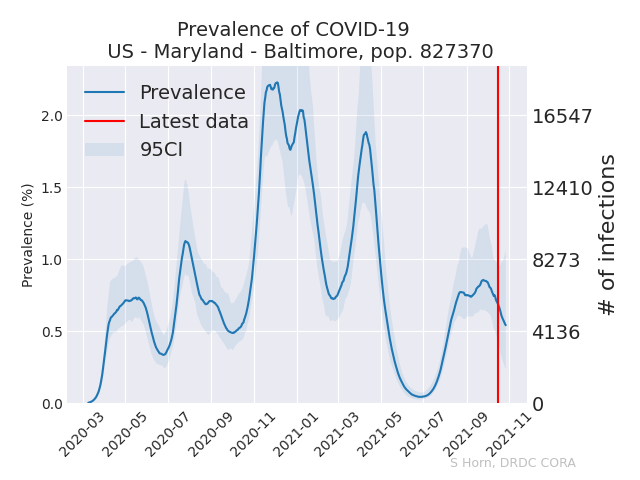 Prevalence of COVID-19
US - Maryland - Baltimore, pop. 827370
Prevalence
Latest data
95CI
Prevalence (%)
2.0
1.5
1.0
0.5
0.0
16547
12410
8273
4136
0
# of infections
2020-03
2020-05
2020-07
2020-09
2020-11
2021-01
2021-03
2021-05
2021-07
2021-09
2021-11
S Horn, DRDC CORA